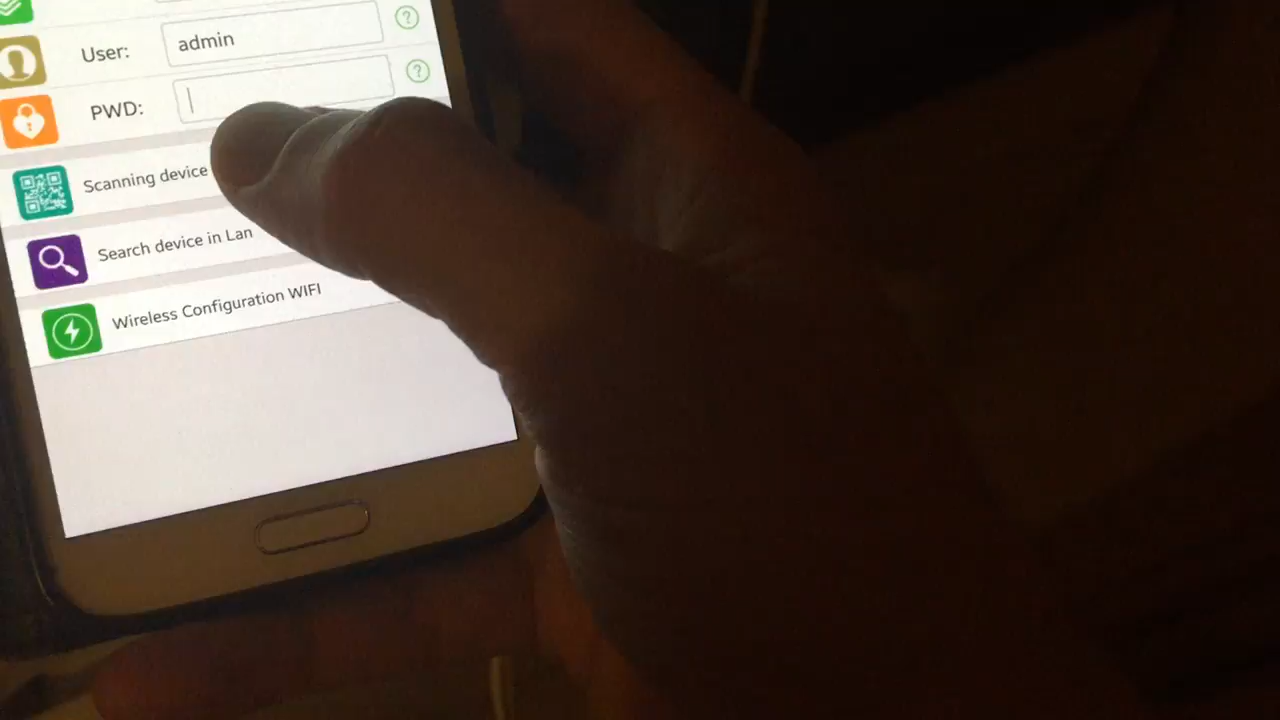 User: admin ?
PWD: ?
Scanning device
Search device in Lan
Wireless Configuration WIFI